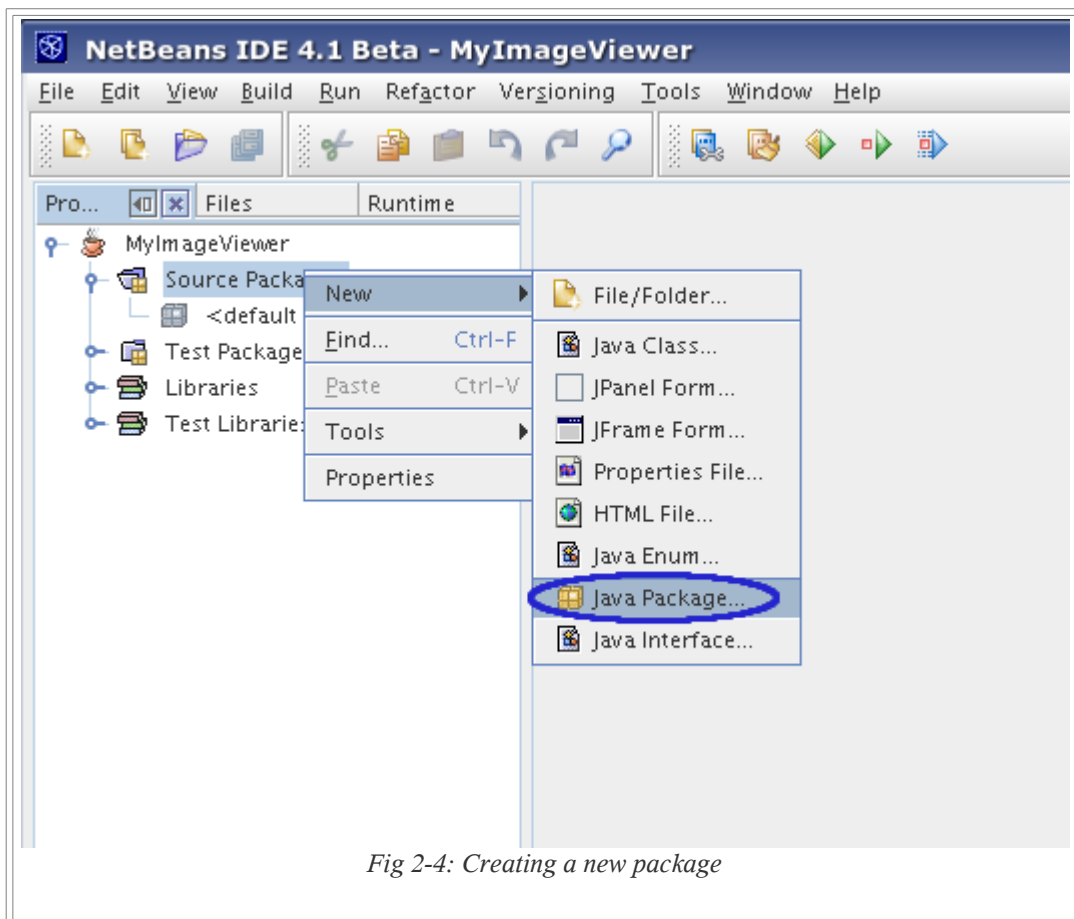 NetBeans IDE 4.1 Beta - MyImageViewer
File Edit View Build Run Refactor Versioning Tools Window Help
Pro... Files Runtime
MyImageViewer
Source Packa
<default
Test Package
Libraries
Test Librarie
New
Find... Ctrl-F
Paste Ctrl-V
Tools
Properties
File/Folder...
Java Class...
JPanel Form...
JFrame Form...
Properties File...
HTML File...
Java Enum...
Java Package...
Java Interface...
Fig 2-4: Creating a new package